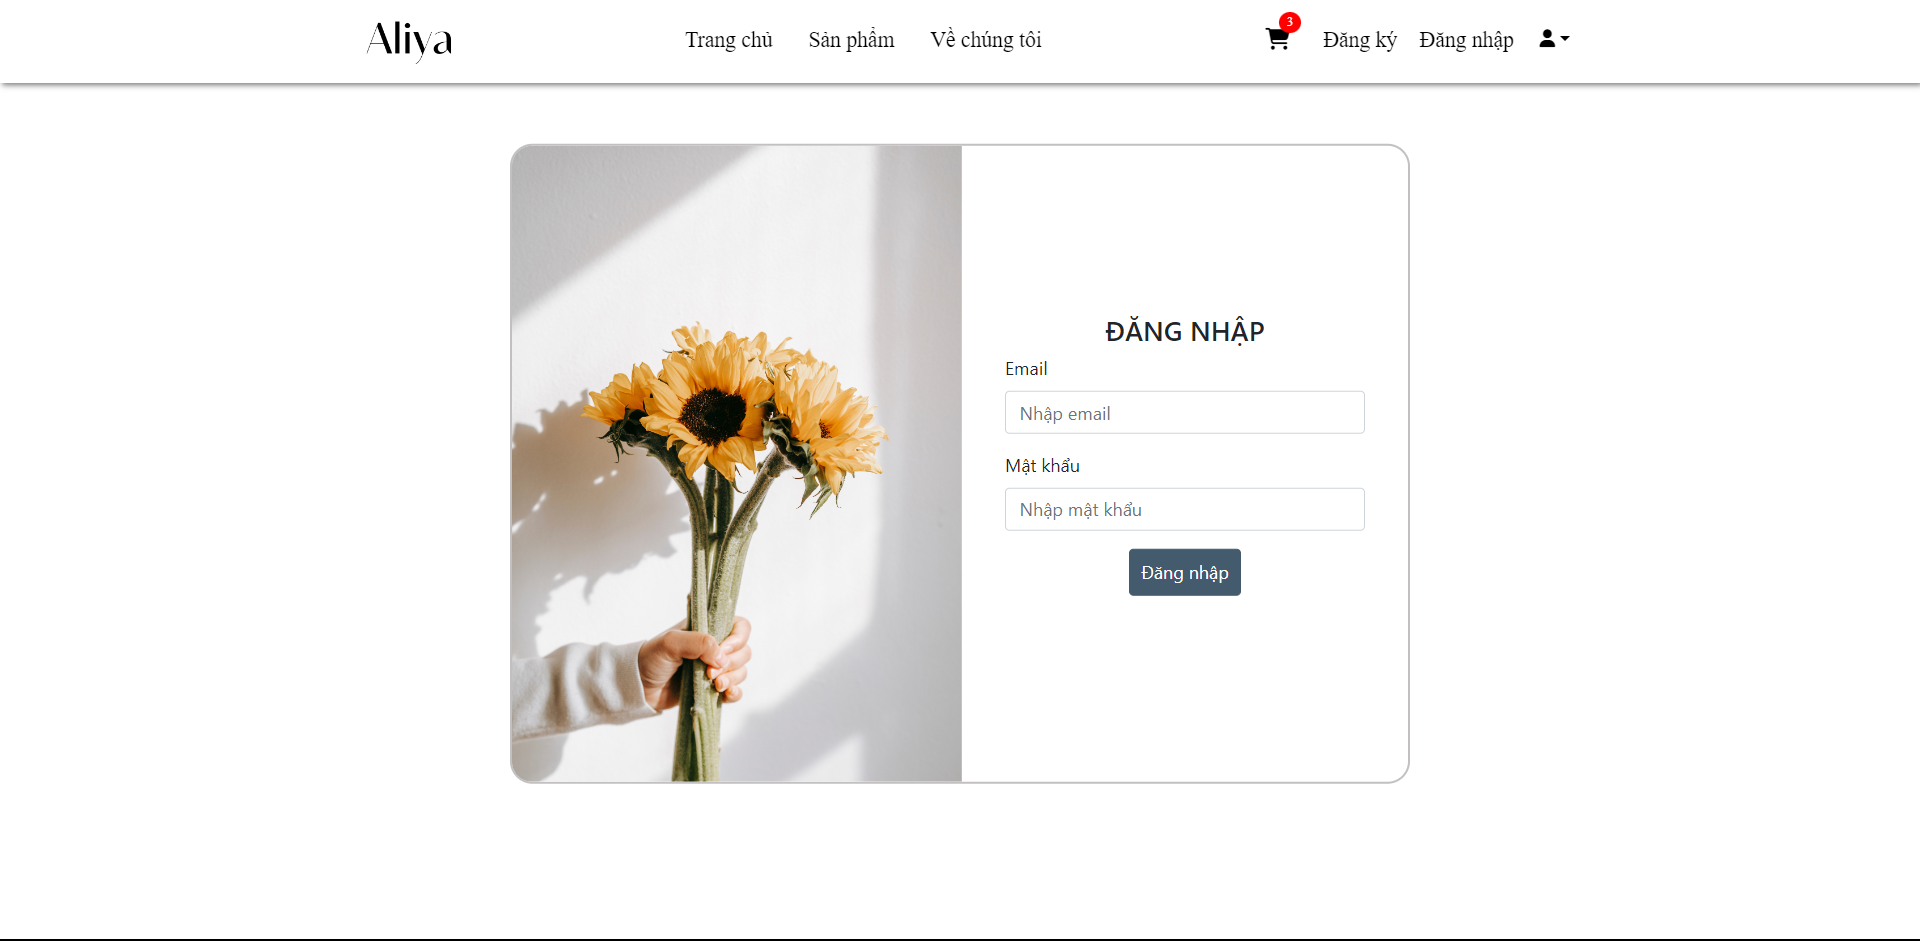 Aliya
Trang chủ
Sản phẩm
Về chúng tôi
3
Đăng ký
Đăng nhập
ĐĂNG NHẬP
Email
Nhập email
Mật khẩu
Nhập mật khẩu
Đăng nhập